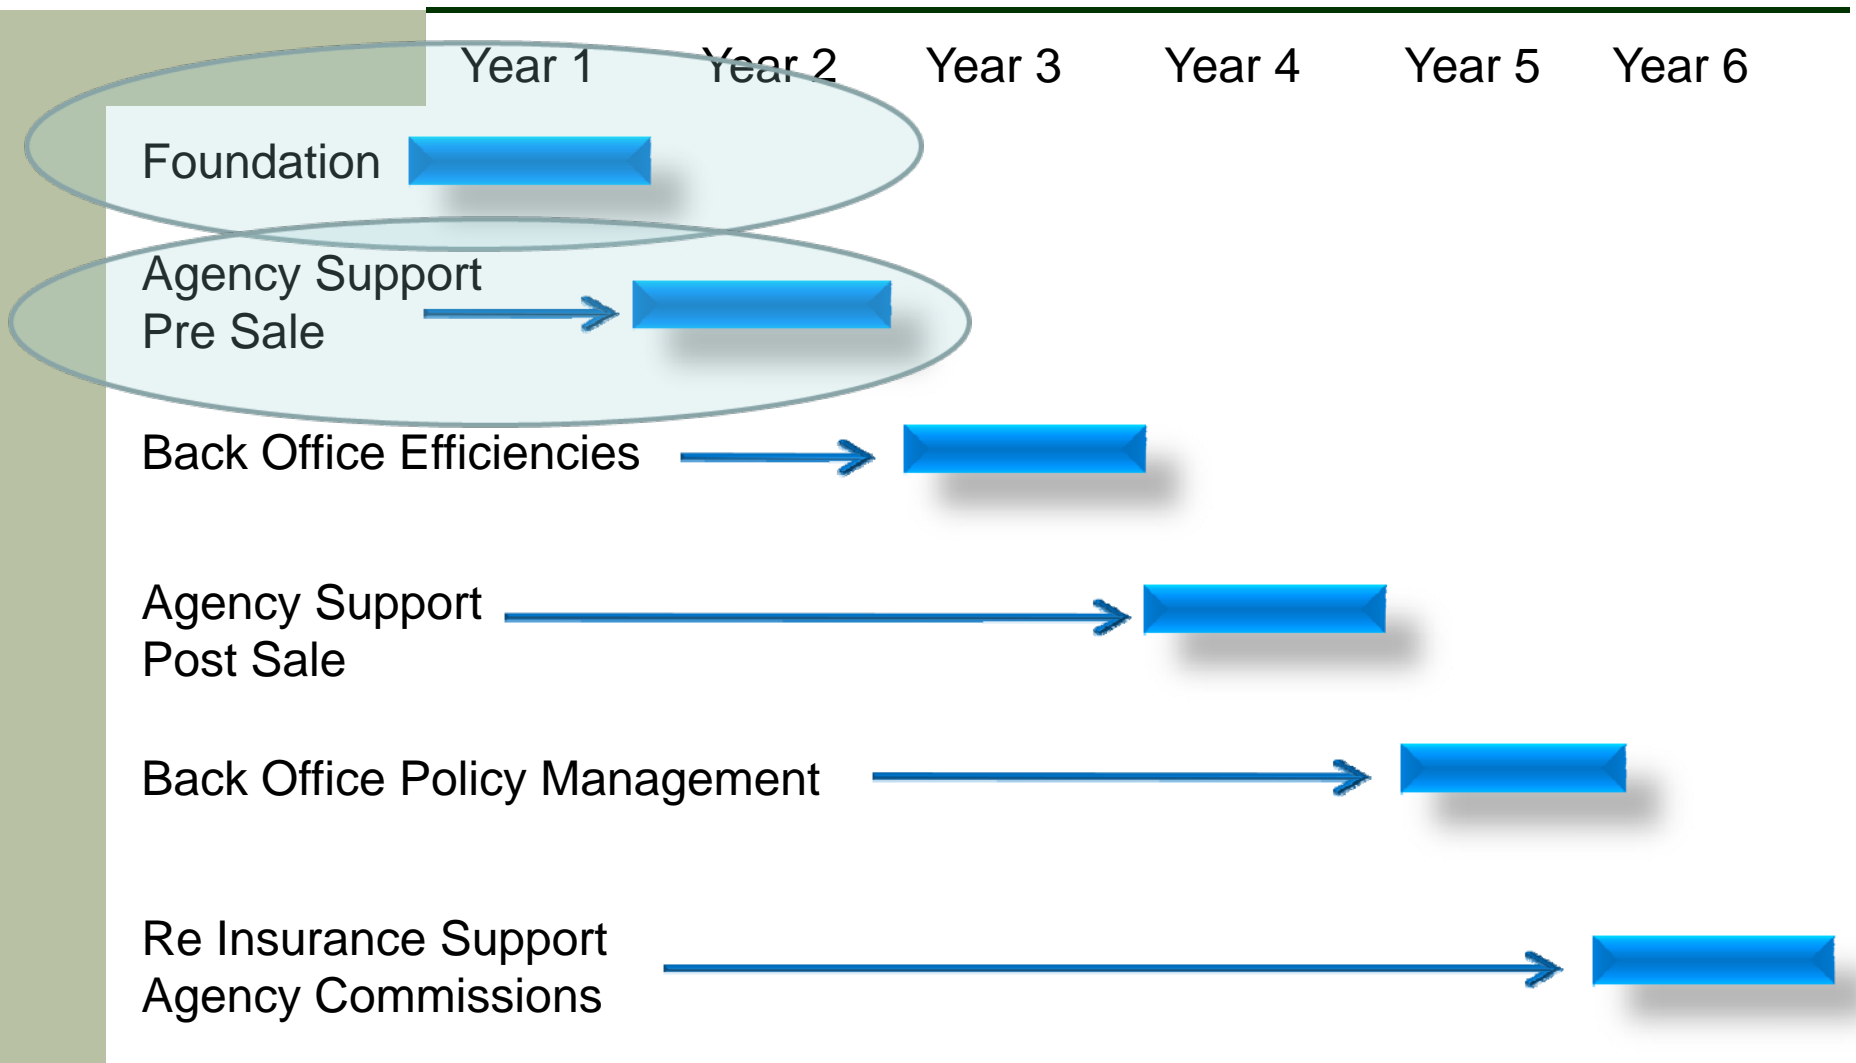 Year 1 Year 2 Year 3 Year 4 Year 5 Year 6
Foundation
Agency Support
Pre Sale
Back Office Efficiencies
Agency Support
Post Sale
Back Office Policy Management
Re Insurance Support
Agency Commissions